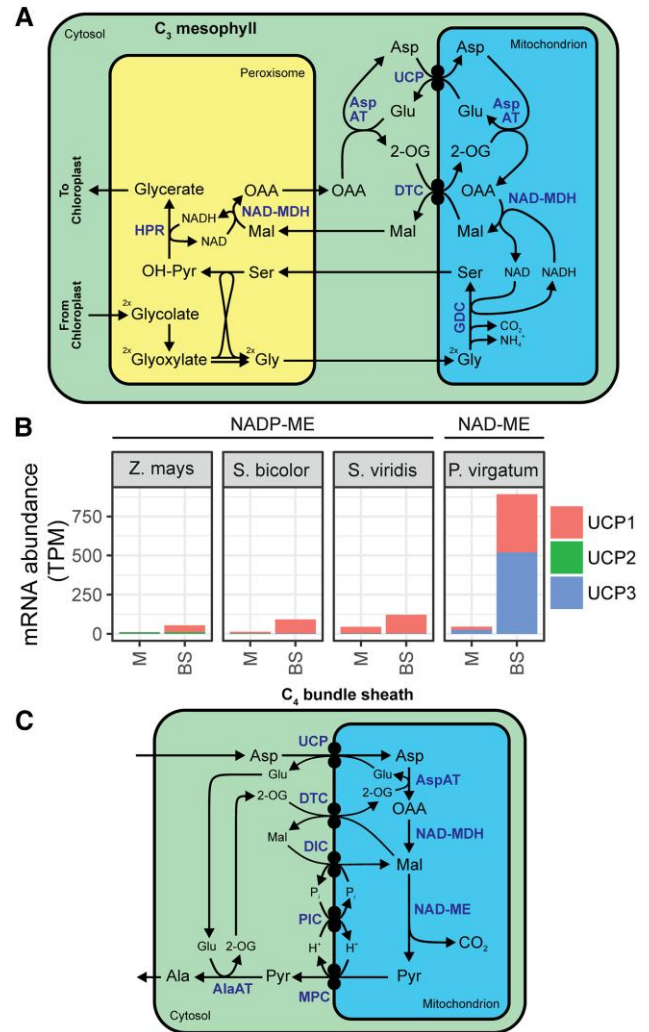 A
Cytosol
C₃ mesophyll
Peroxisome
Mitochondrion
Asp
Asp
UCP
Asp
AT
Glu
Glu
Asp
AT
2-OG
2-OG
To
Chloroplast
Glycerate
OAA
OAA
DTC
OAA
NADH
NAD-MDH
NAD-MDH
HPR
NAD
Mal
Mal
Mal
OH-Pyr
Ser
Ser
NAD
NADH
From
Chloroplast
2x
Glycolate
GDC
CO₂
NH₄⁺
2x
Glyoxylate
2x
Gly
2x
Gly
B
NADP-ME
NAD-ME
Z. mays
S. bicolor
S. viridis
P. virgatum
mRNA abundance
(TPM)
750
500
250
0
UCP1
UCP2
UCP3
M
BS
M
BS
M
BS
M
BS
C₄ bundle sheath
C
UCP
Asp
Asp
Glu
Glu
AspAT
2-OG
DTC
2-OG
OAA
Mal
NAD-MDH
DIC
Mal
Pᵢ
Pᵢ
NAD-ME
PIC
Glu
2-OG
H⁺
H⁺
CO₂
Ala
Pyr
Pyr
AlaAT
MPC
Cytosol
Mitochondrion